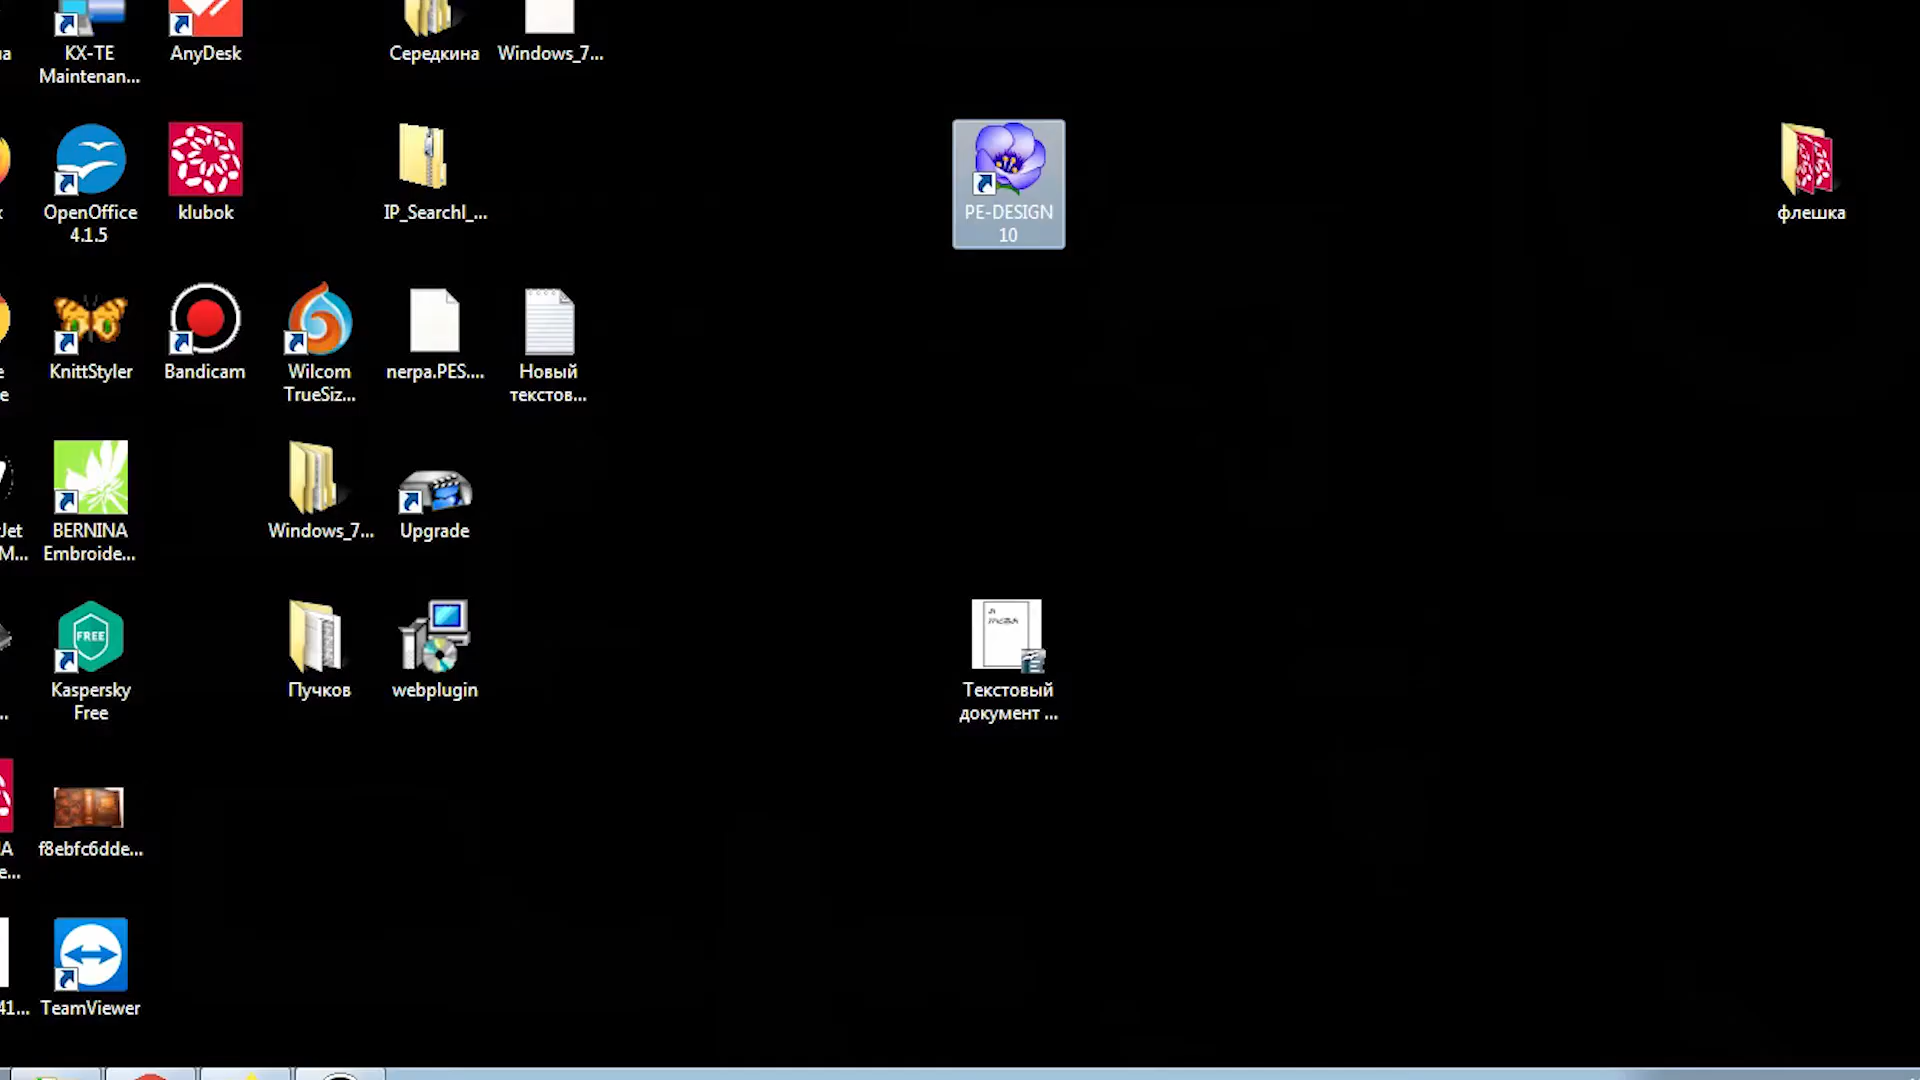 KX-TE
Maintenan...
AnyDesk
Середкина
Windows_7...
OpenOffice
4.1.5
klubok
IP_SearchI_...
PE-DESIGN
10
флешка
KnittStyler
Bandicam
Wilcom
TrueSiz...
nerpa.PES....
Новый
текстов...
BERNINA
Embroide...
Windows_7...
Upgrade
FREE
Kaspersky
Free
Пучков
webplugin
Текстовый
документ ...
f8ebfc6dde...
TeamViewer